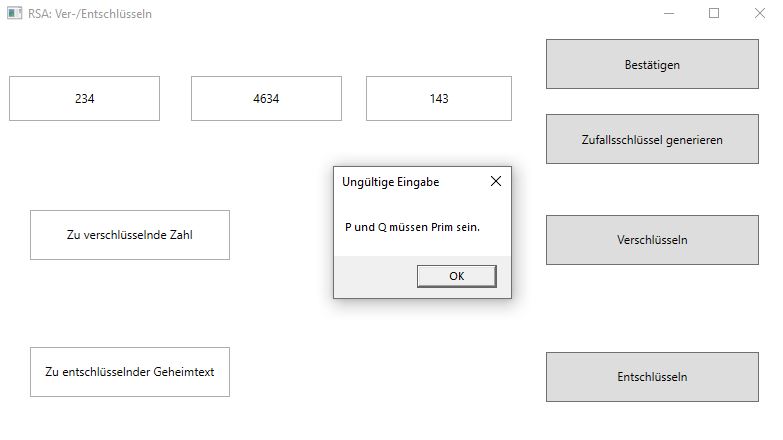 RSA: Ver-/Entschlüsseln
234
4634
143
Bestätigen
Zufallsschlüssel generieren
Ungültige Eingabe
P und Q müssen Prim sein.
OK
Zu verschlüsselnde Zahl
Verschlüsseln
Zu entschlüsselnder Geheimtext
Entschlüsseln